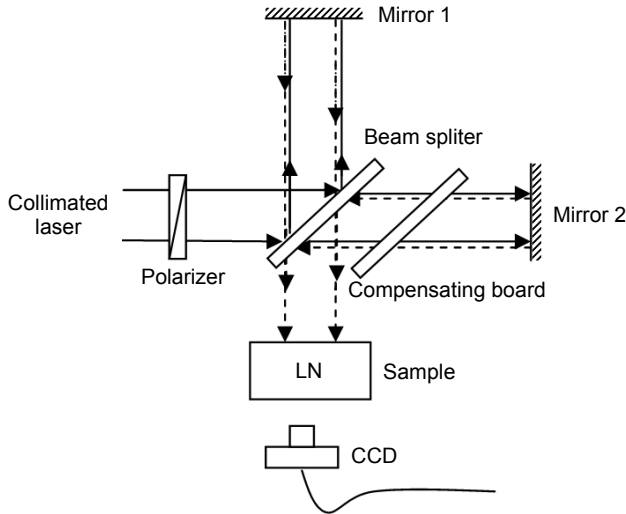 Mirror 1
Beam spliter
Collimated
laser
Mirror 2
Polarizer
Compensating board
LN
Sample
CCD